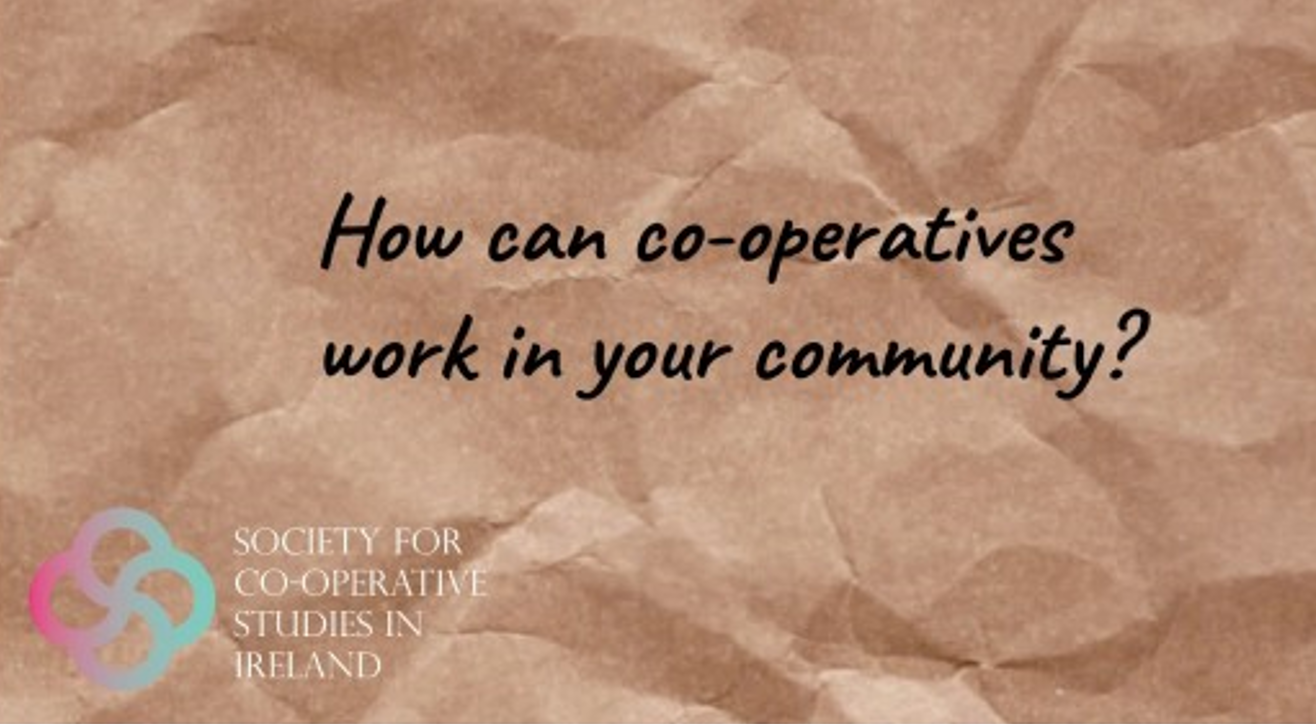 How can co-operatives
work in your community?
SOCIETY FOR
CO-OPERATIVE
STUDIES IN
IRELAND